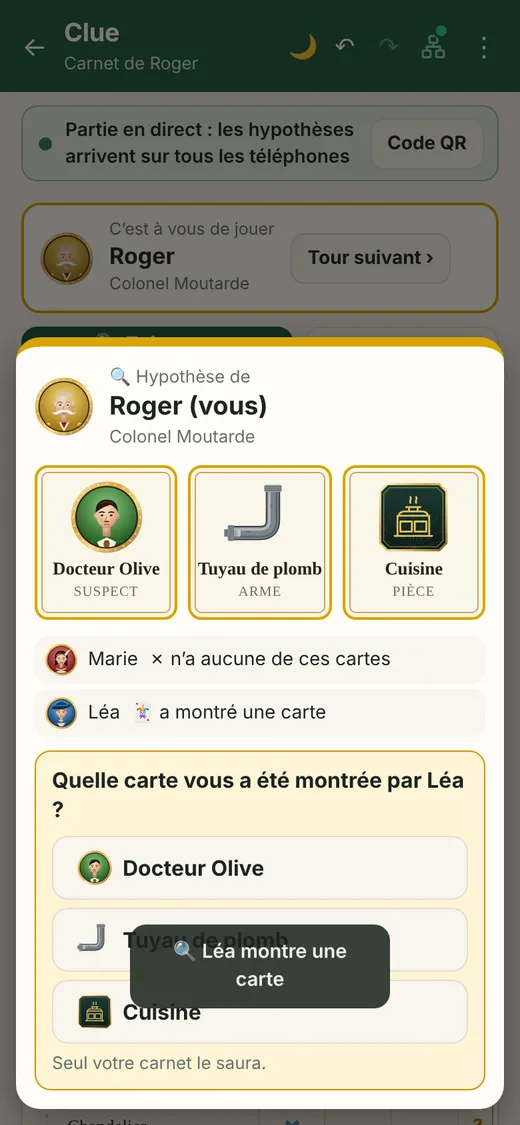 Clue
Carnet de Roger
Partie en direct : les hypothèses
arrivent sur tous les téléphones
Code QR
C’est à vous de jouer
Roger
Colonel Moutarde
Tour suivant ›
Hypothèse de
Roger (vous)
Colonel Moutarde
Docteur Olive
SUSPECT
Tuyau de plomb
ARME
Cuisine
PIÈCE
Marie × n’a aucune de ces cartes
Léa a montré une carte
Quelle carte vous a été montrée par Léa
?
Docteur Olive
Tuyau de plomb
Léa montre une
carte
Cuisine
Seul votre carnet le saura.